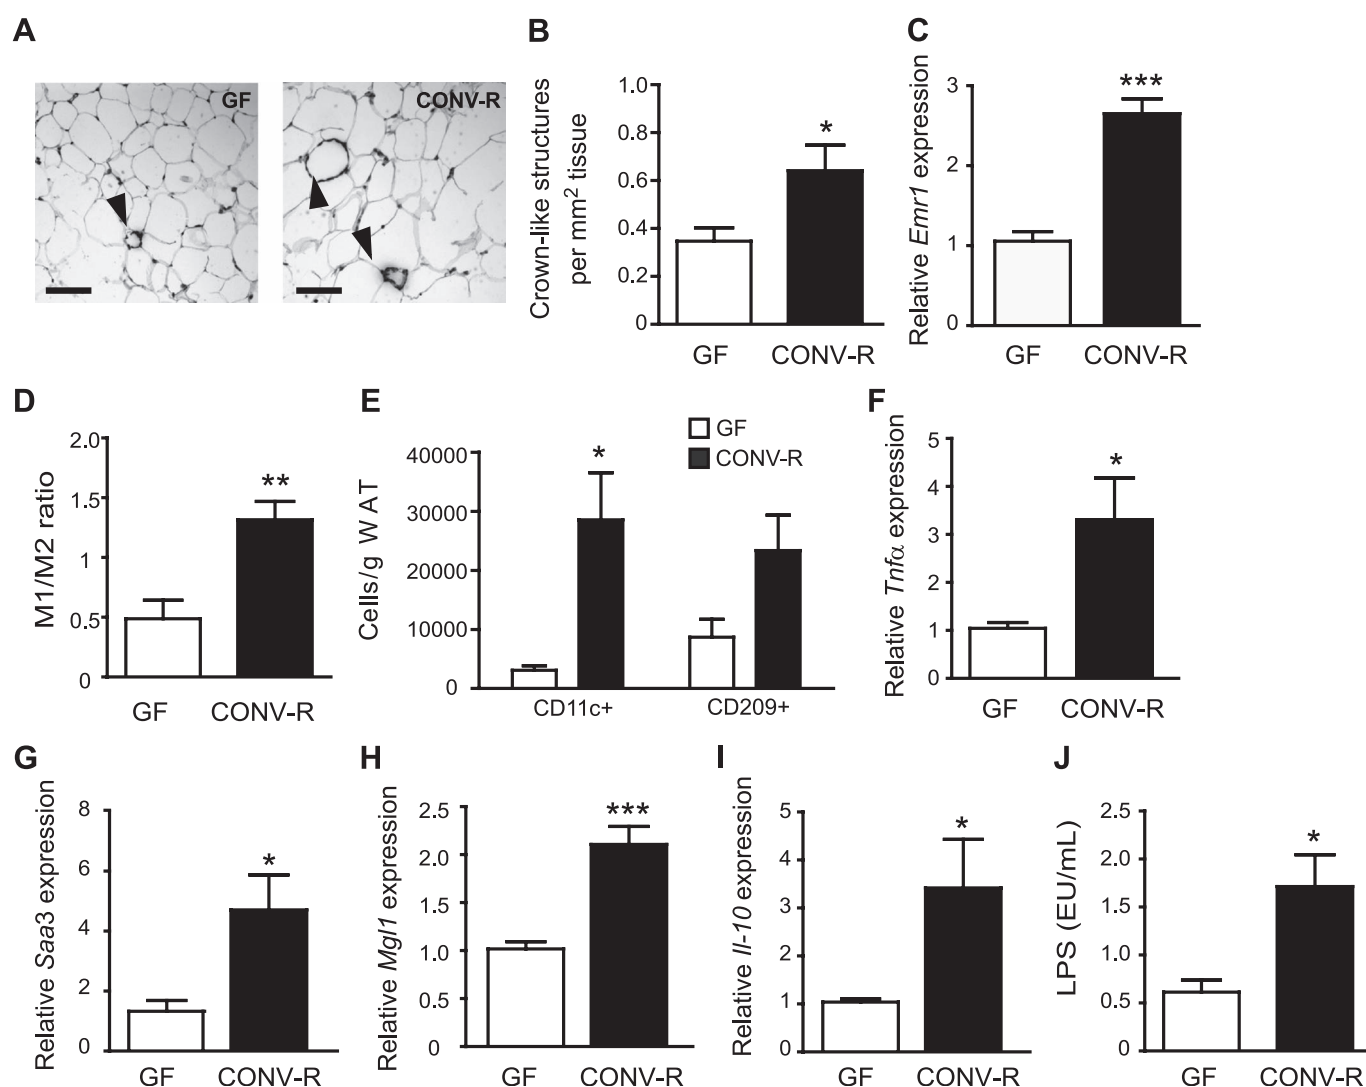 A
GF
CONV-R
B
Crown-like structures
per mm² tissue
1.0
0.8
0.6
0.4
0.2
0
*
GF
CONV-R
C
Relative Emr1 expression
3
2
1
1
***
GF
CONV-R
D
M1/M2 ratio
2.0
1.5
1
0.5
0
**
GF
CONV-R
E
Cells/g WAT
40000
30000
20000
10000
0
*
GF
CONV-R
CD11c+
CD209+
F
Relative Tnfα expression
5
4
3
2
1
0
*
GF
CONV-R
G
Relative Saa3 expression
8
6
4
2
0
*
GF
CONV-R
H
Relative Mgl1 expression
2.5
2.0
1.5
1.0
0.5
0
***
GF
CONV-R
I
Relative Il-10 expression
5
4
3
2
1
0
*
GF
CONV-R
J
LPS (EU/mL)
2.5
2.0
1.5
1.0
0.5
0
*
GF
CONV-R